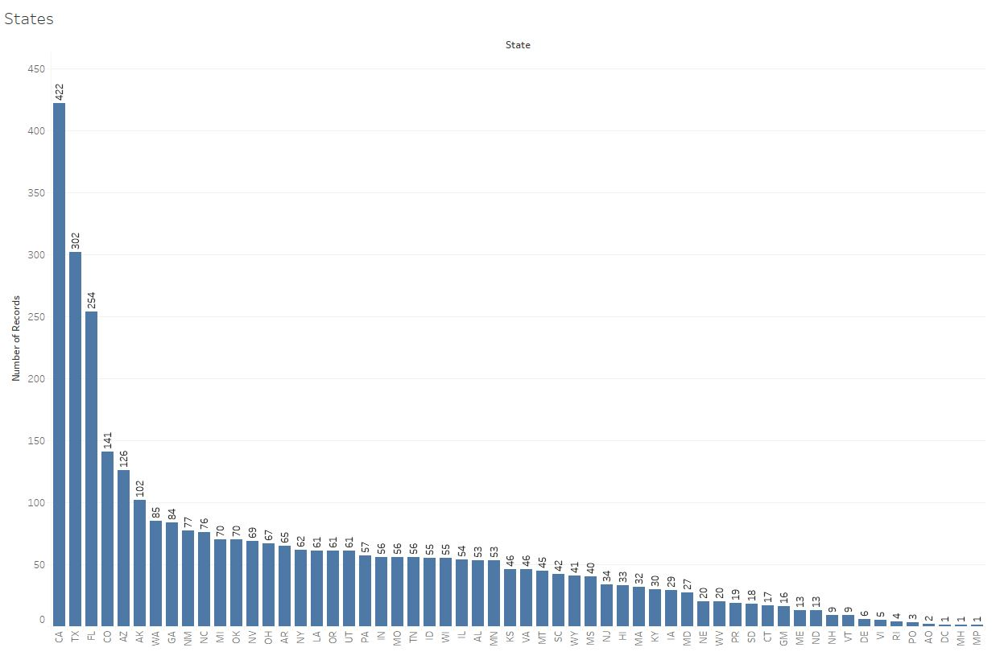 States
State
Number of Records
450
400
350
300
250
200
150
100
50
0
422 302 254 141 126 102 85 84 77 76 70 70 69 67 65 62 61 61 61 57 56 56 56 55 55 54 53 53 46 46 45 42 41 40 34 33 32 30 29 27 20 20 19 18 17 16 13 13 9 9 6 5 4 3 2 1 1 1
CA TX FL CO AZ AK WA GA NM NC MI OK NV OH AR NY LA OR UT PA IN MO TN ID WI IL AL MN KS VA MT SC WY MS NJ HI MA KY IA MD NE WV PR SD CT GM ME ND NH VT DE VI RI PO AO DC MH MP